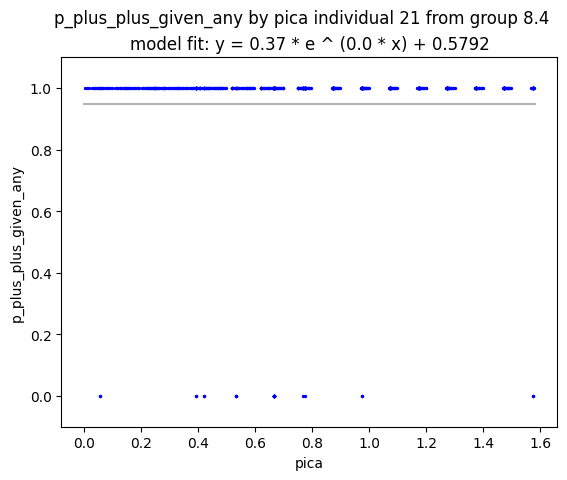 p_plus_plus_given_any by pica individual 21 from group 8.4
model fit: y = 0.37 * e ^ (0.0 * x) + 0.5792
1.0
0.8
0.6
0.4
0.2
0.0
p_plus_plus_given_any
0.0 0.2 0.4 0.6 0.8 1.0 1.2 1.4 1.6
pica